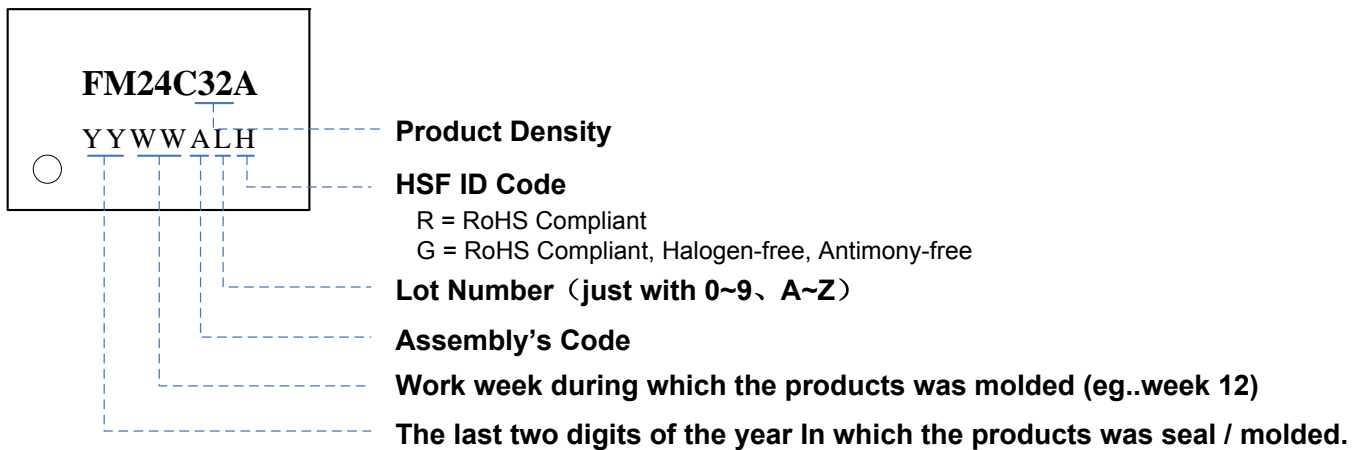 FM24C32A
YYWWALH
Product Density
HSF ID Code
R = RoHS Compliant
G = RoHS Compliant, Halogen-free, Antimony-free
Lot Number（just with 0~9、A~Z）
Assembly’s Code
Work week during which the products was molded (eg..week 12)
The last two digits of the year In which the products was seal / molded.